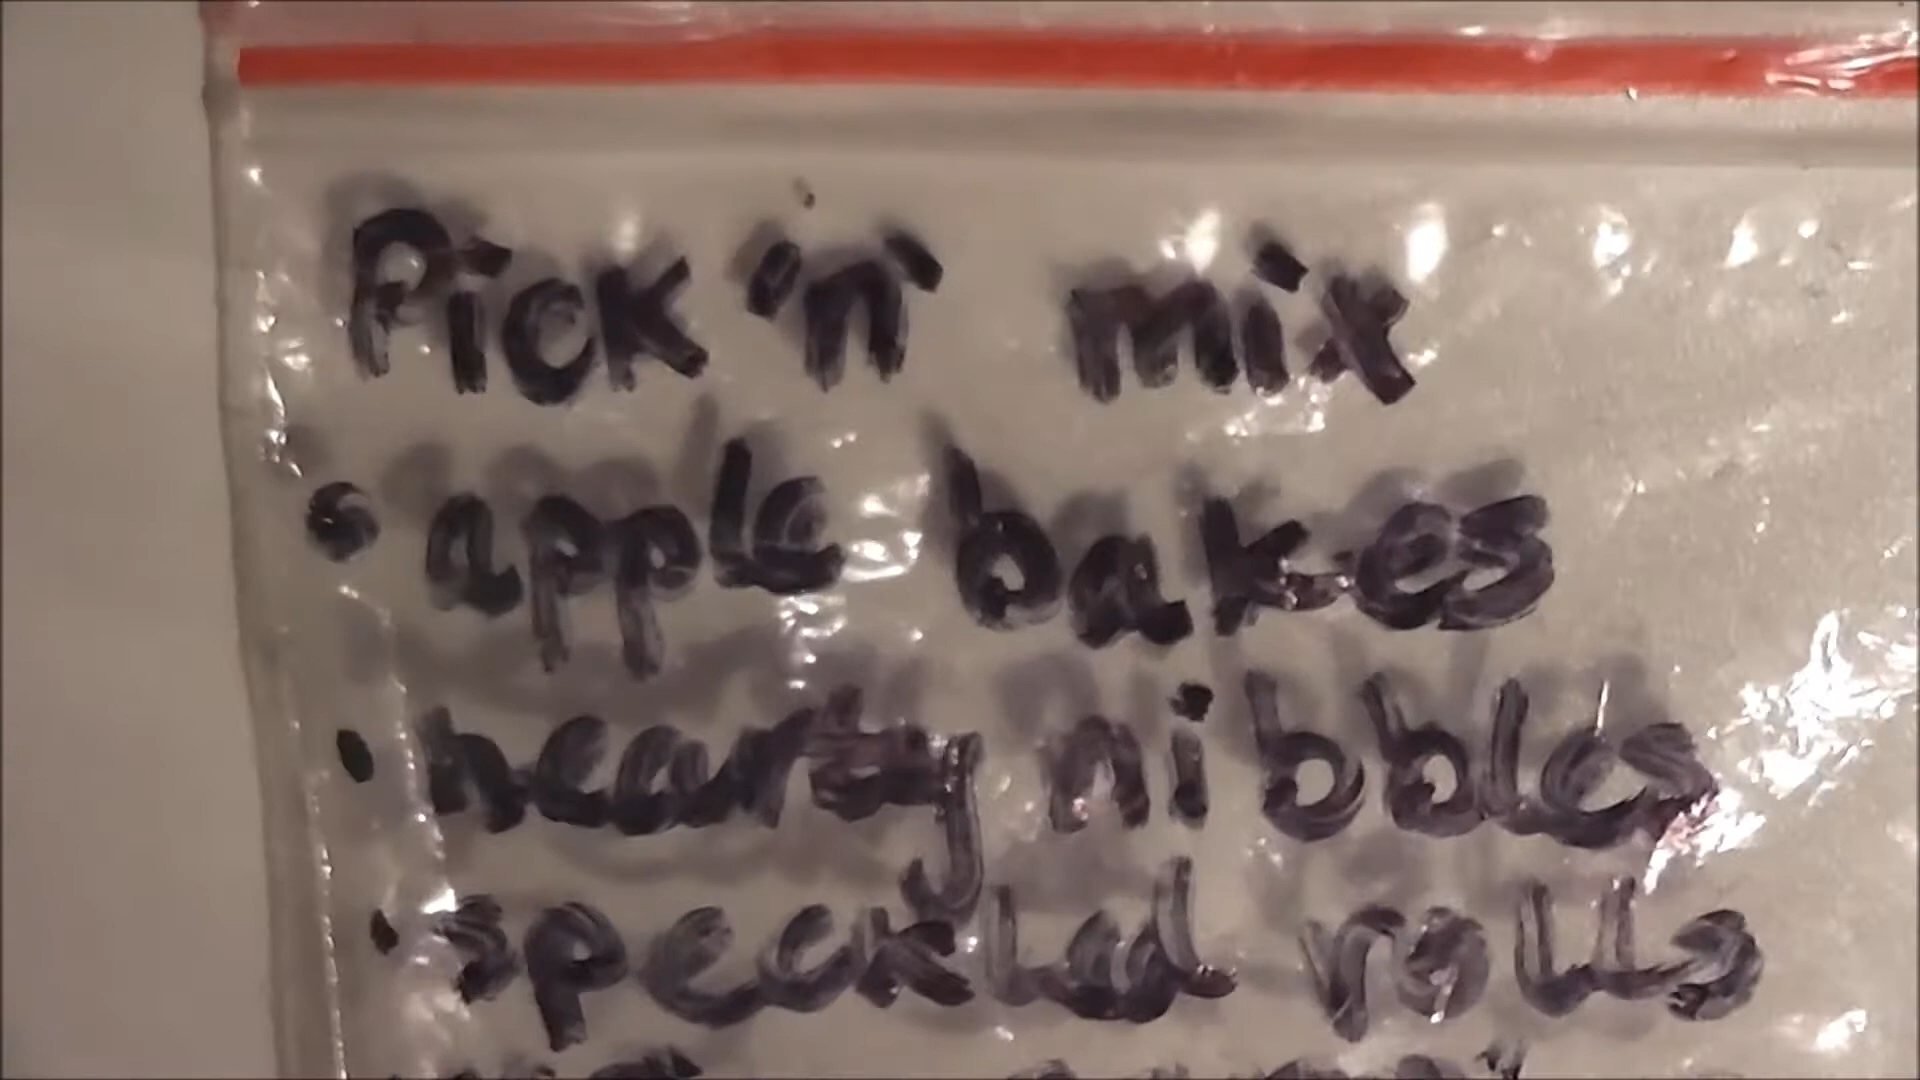 Pick 'n' mix
• apple bakes
• hearty nibbles
• speckled rolls